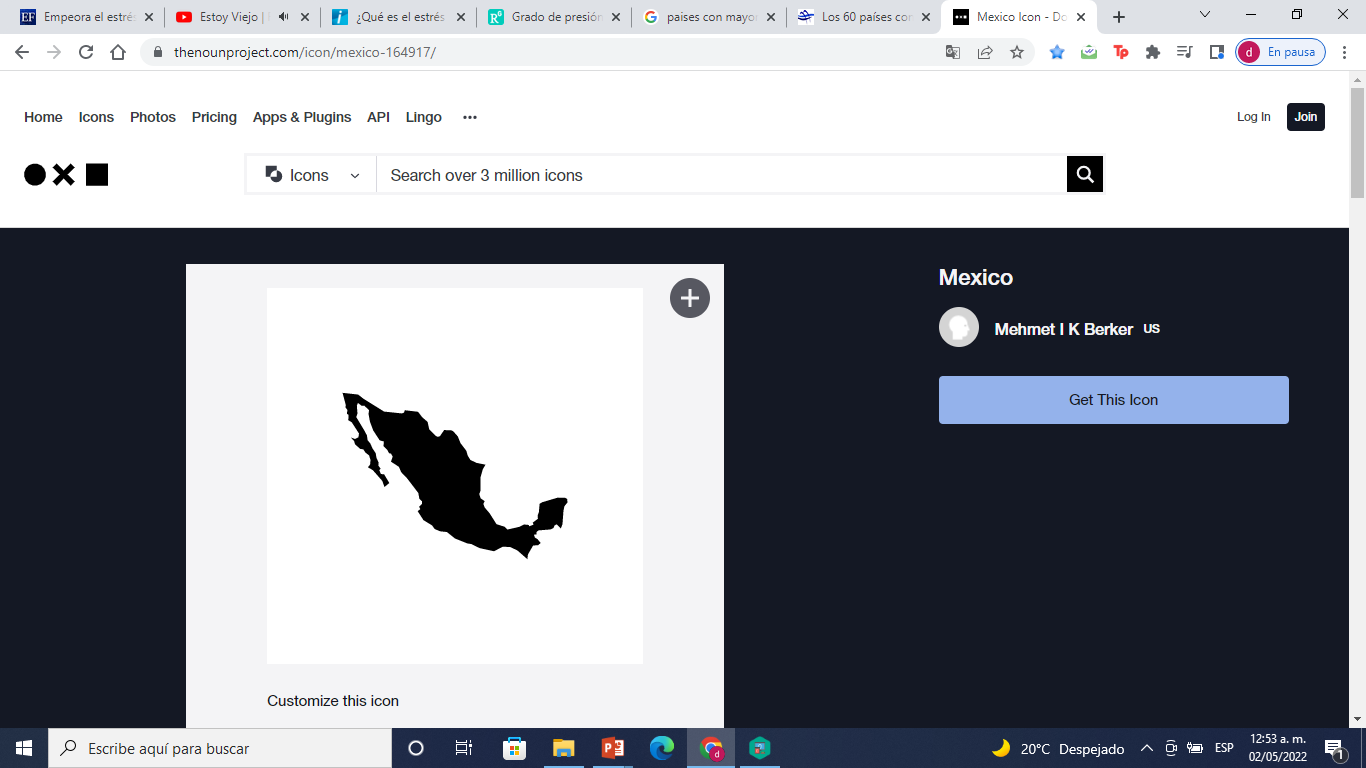 Empeora el estré
Estoy Viejo |
¿Qué es el estrés
Grado de presión
paises con mayo
Los 60 países co
Mexico Icon - Do
thenounproject.com/icon/mexico-164917/
d En pausa
Home Icons Photos Pricing Apps & Plugins API Lingo •••
Log In Join
Icons Search over 3 million icons
Mexico
Mehmet I K Berker US
Get This Icon
Customize this icon
Escribe aquí para buscar
20°C Despejado
ESP
12:53 a. m.
02/05/2022
1